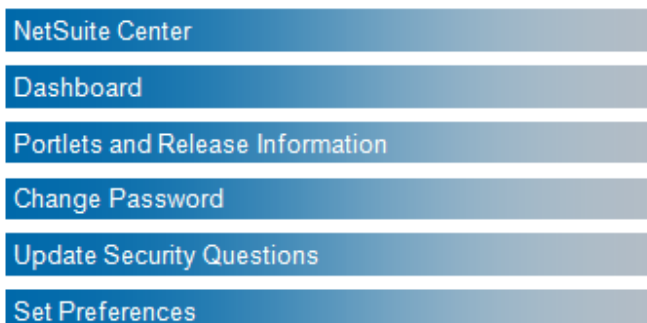 NetSuite Center
Dashboard
Portlets and Release Information
Change Password
Update Security Questions
Set Preferences